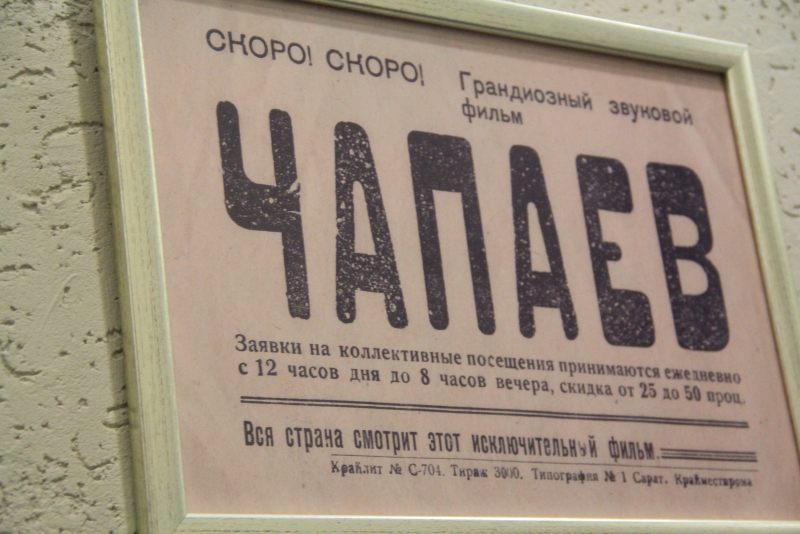 СКОРО! СКОРО!
Грандиозный звуковой
фильм
ЧАПАЕВ
Заявки на коллективные посещения принимаются ежедневно
с 12 часов дня до 8 часов вечера, скидка от 25 до 50 проц.
Вся страна смотрит этот исключительный фильм.
Крайлит № С-704. Тираж 3000. Типография № 1 Сарат. Крайместпрома